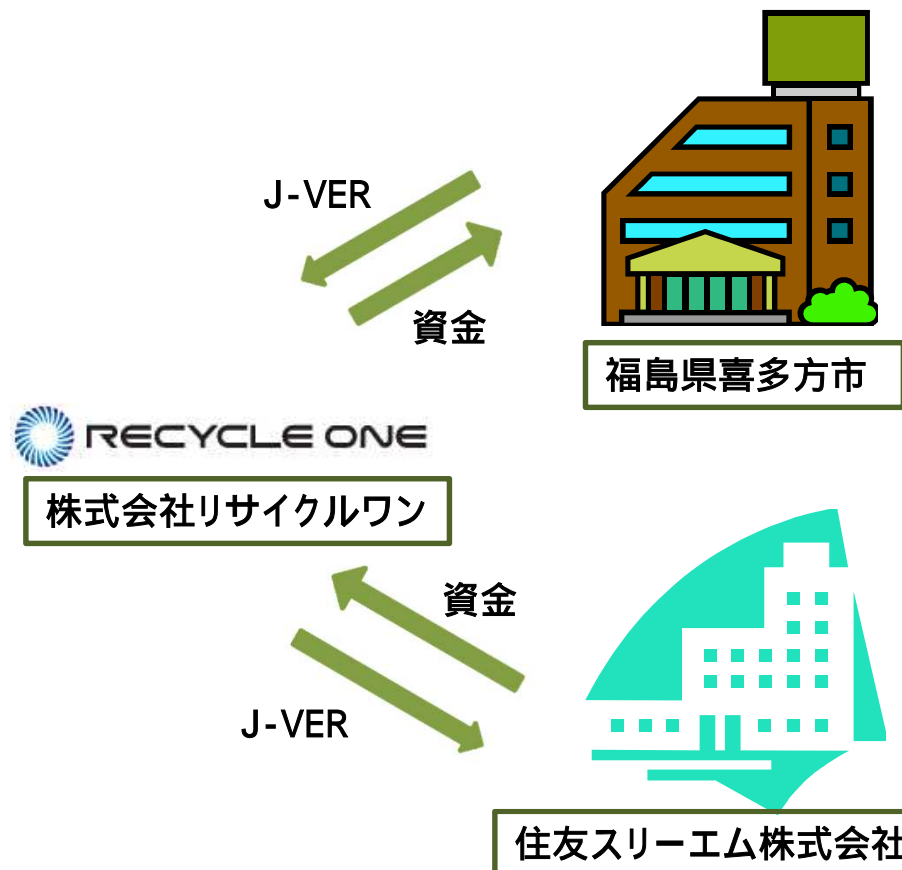 J-VER
資金
福島県喜多方市
RECYCLE ONE
株式会社リサイクルワン
資金
J-VER
住友スリーエム株式会社